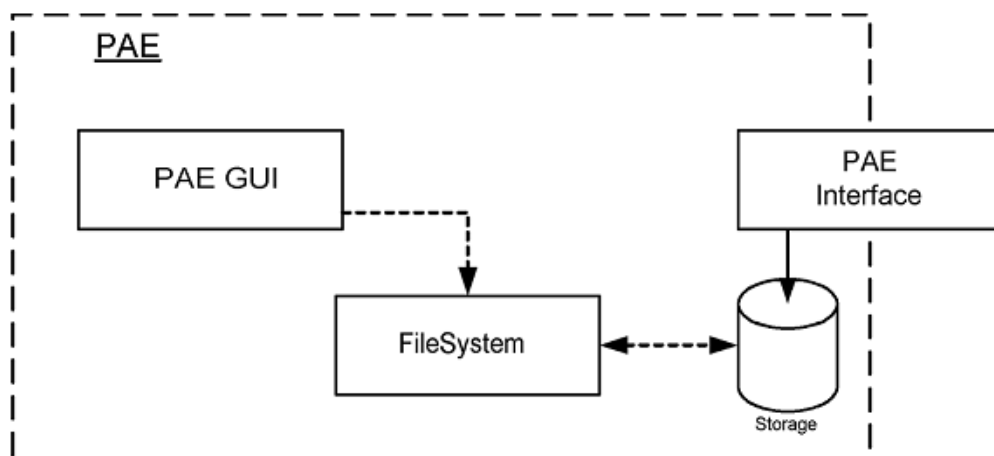 PAE
PAE GUI
PAE
Interface
FileSystem
Storage